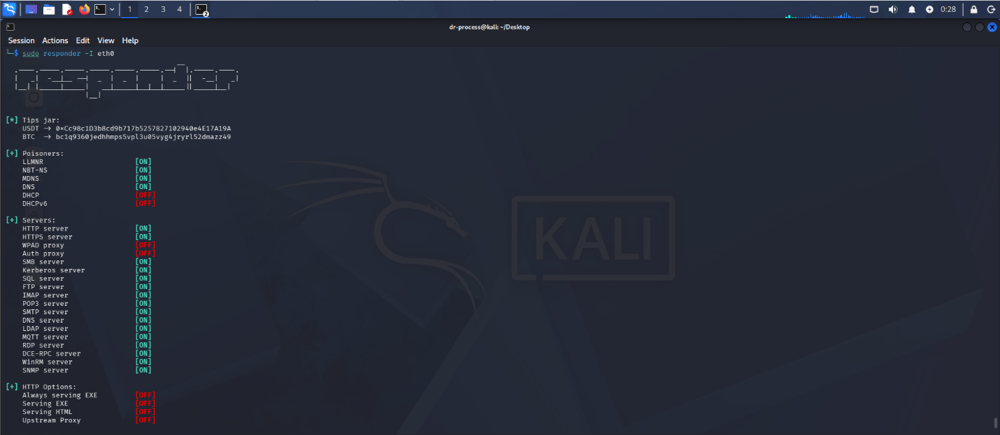 1 2 3 4 2 0:28
dr-process@kali: ~/Desktop
Session Actions Edit View Help
└─$ sudo responder -I eth0
responder
[*] Tips jar:
USDT -> 0xCc98c1D3b8cd9b717b5257827102940e4E17A19A
BTC -> bc1q9360jedhhmps5vpl3u05vyg4jryrl52dmazz49
[+] Poisoners:
LLMNR [ON]
NBT-NS [ON]
MDNS [ON]
DNS [ON]
DHCP [OFF]
DHCPv6 [OFF]
[+] Servers:
HTTP server [ON]
HTTPS server [ON]
WPAD proxy [OFF]
Auth proxy [OFF]
SMB server [ON]
Kerberos server [ON]
SQL server [ON]
FTP server [ON]
IMAP server [ON]
POP3 server [ON]
SMTP server [ON]
DNS server [ON]
LDAP server [ON]
MQTT server [ON]
RDP server [ON]
DCE-RPC server [ON]
WinRM server [ON]
SNMP server [ON]
[+] HTTP Options:
Always serving EXE [OFF]
Serving EXE [OFF]
Serving HTML [OFF]
Upstream Proxy [OFF]
KALI